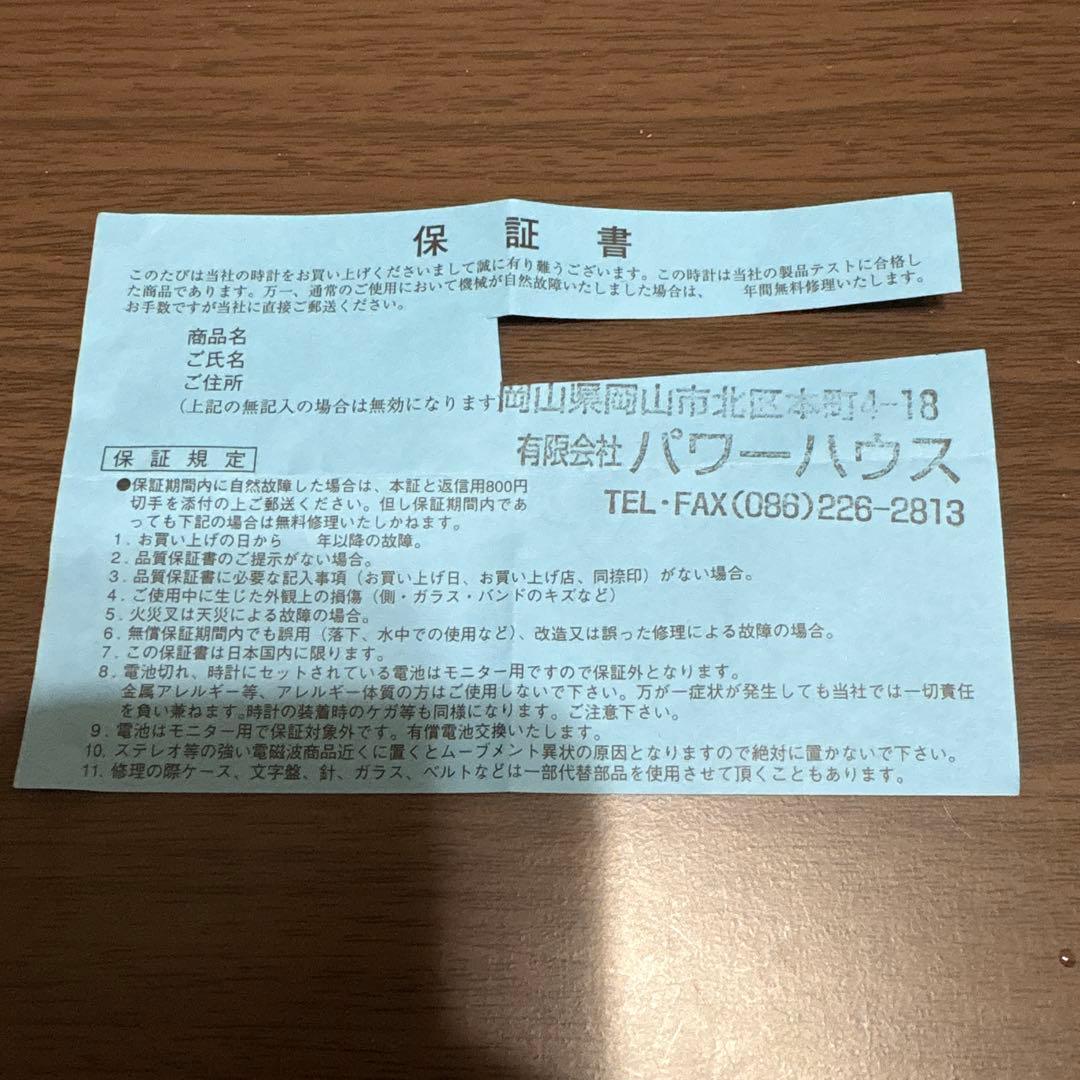 保証書
このたびは当社の時計をお買い上げくださいまして誠に有り難うございます。この時計は当社の製品テストに合格し
た商品であります。万一、通常のご使用において機械が自然故障いたしました場合は、　　年間無料修理いたします。
お手数ですが当社に直接ご郵送ください。
商品名
ご氏名
ご住所
(上記の無記入の場合は無効になります
岡山県岡山市北区本町4-18
有限会社パワーハウス
TEL・FAX(086)226-2813
保証規定
●保証期間内に自然故障した場合は、本証と返信用800円
切手を添付の上ご郵送ください。但し保証期間内であ
っても下記の場合は無料修理いたしかねます。
1. お買い上げの日から　　年以降の故障。
2. 品質保証書のご提示がない場合。
3. 品質保証書に必要な記入事項（お買い上げ日、お買い上げ店、同捺印）がない場合。
4. ご使用中に生じた外観上の損傷（側・ガラス・バンドのキズなど）
5. 火災又は天災による故障の場合。
6. 無償保証期間内でも誤用（落下、水中での使用など）、改造又は誤った修理による故障の場合。
7. この保証書は日本国内に限ります。
8. 電池切れ、時計にセットされている電池はモニター用ですので保証外となります。
金属アレルギー等、アレルギー体質の方はご使用しないで下さい。万が一症状が発生しても当社では一切責任
を負い兼ねます。時計の装着時のケガ等も同様になります。ご注意下さい。
9. 電池はモニター用で保証対象外です。有償電池交換いたします。
10. ステレオ等の強い電磁波商品近くに置くとムーブメント異状の原因となりますので絶対に置かないで下さい。
11. 修理の際ケース、文字盤、針、ガラス、ベルトなどは一部代替部品を使用させて頂くこともあります。